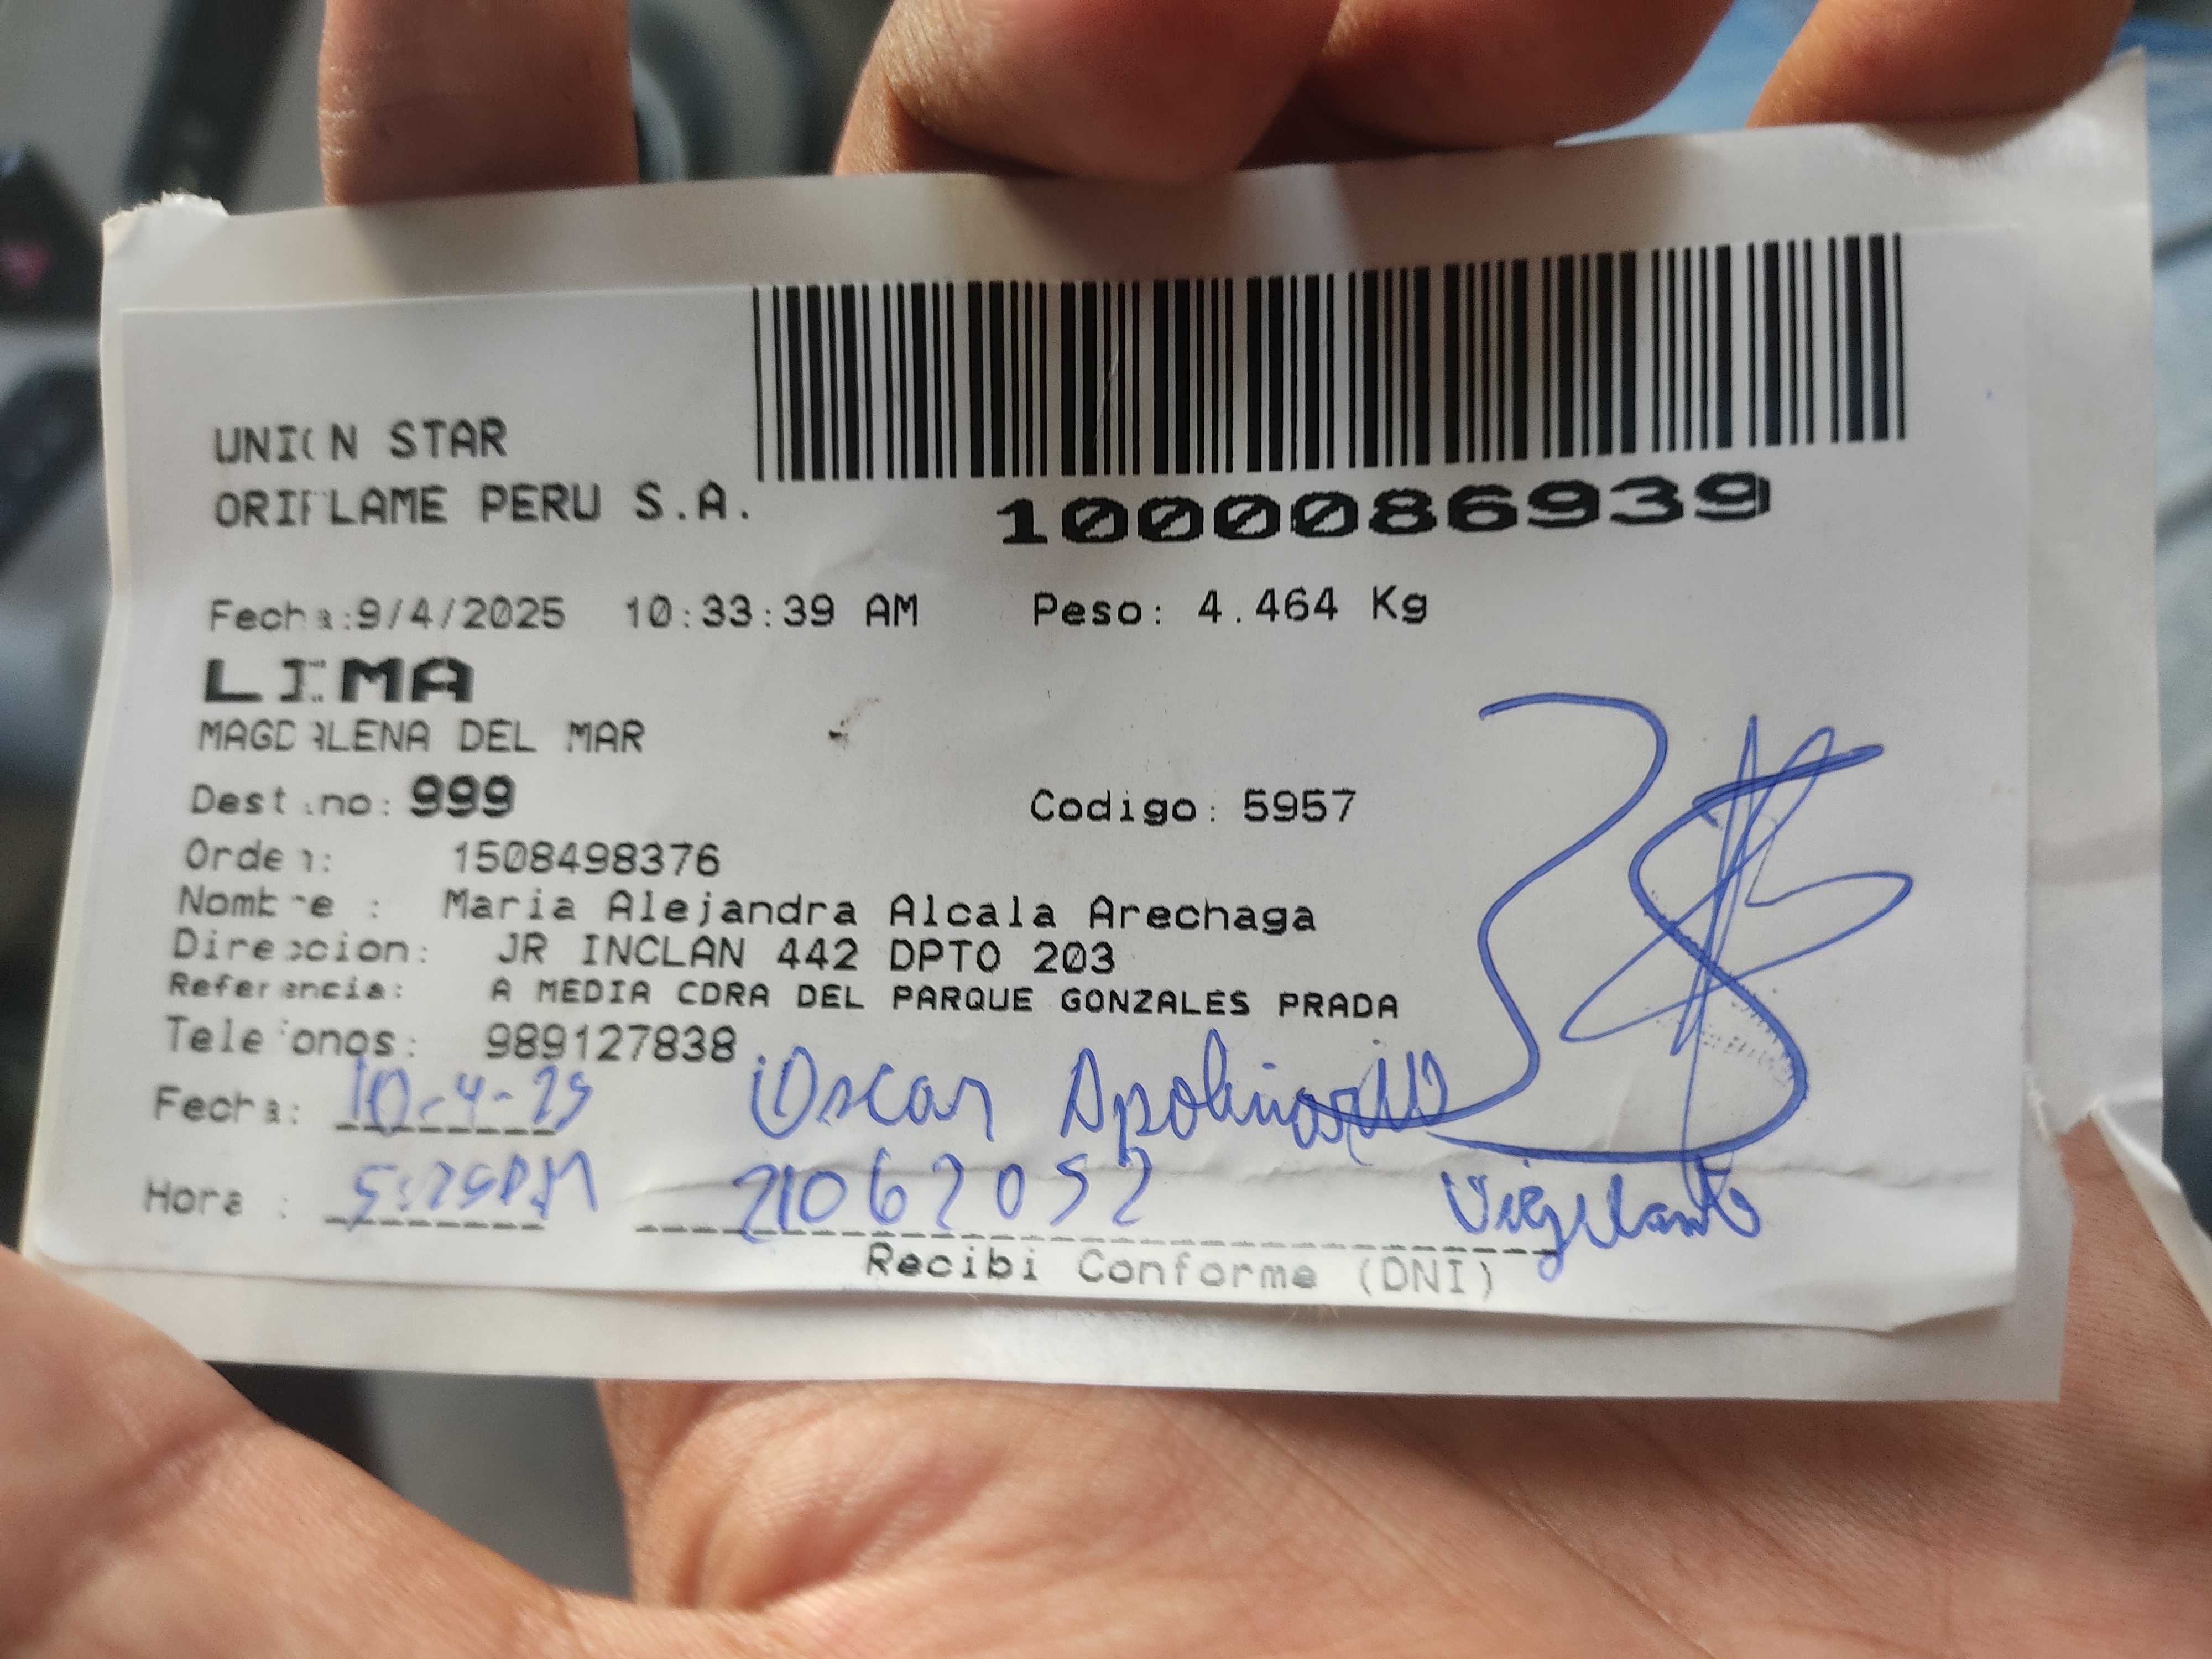 UNION STAR
ORIFLAME PERU S.A.
1000086939
Fecha:9/4/2025 10:33:39 AM Peso: 4.464 Kg
LIMA
MAGDALENA DEL MAR
Destino: 999 Codigo: 5957
Orden: 1508498376
Nombre : Maria Alejandra Alcala Arechaga
Direccion: JR INCLAN 442 DPTO 203
Referencia: A MEDIA CDRA DEL PARQUE GONZALES PRADA
Telefonos: 989127838
Fecha: 10-4-25 Oscar Apolinario
Hora : 5:25PM 21062052 Vigilante
Recibi Conforme (DNI)